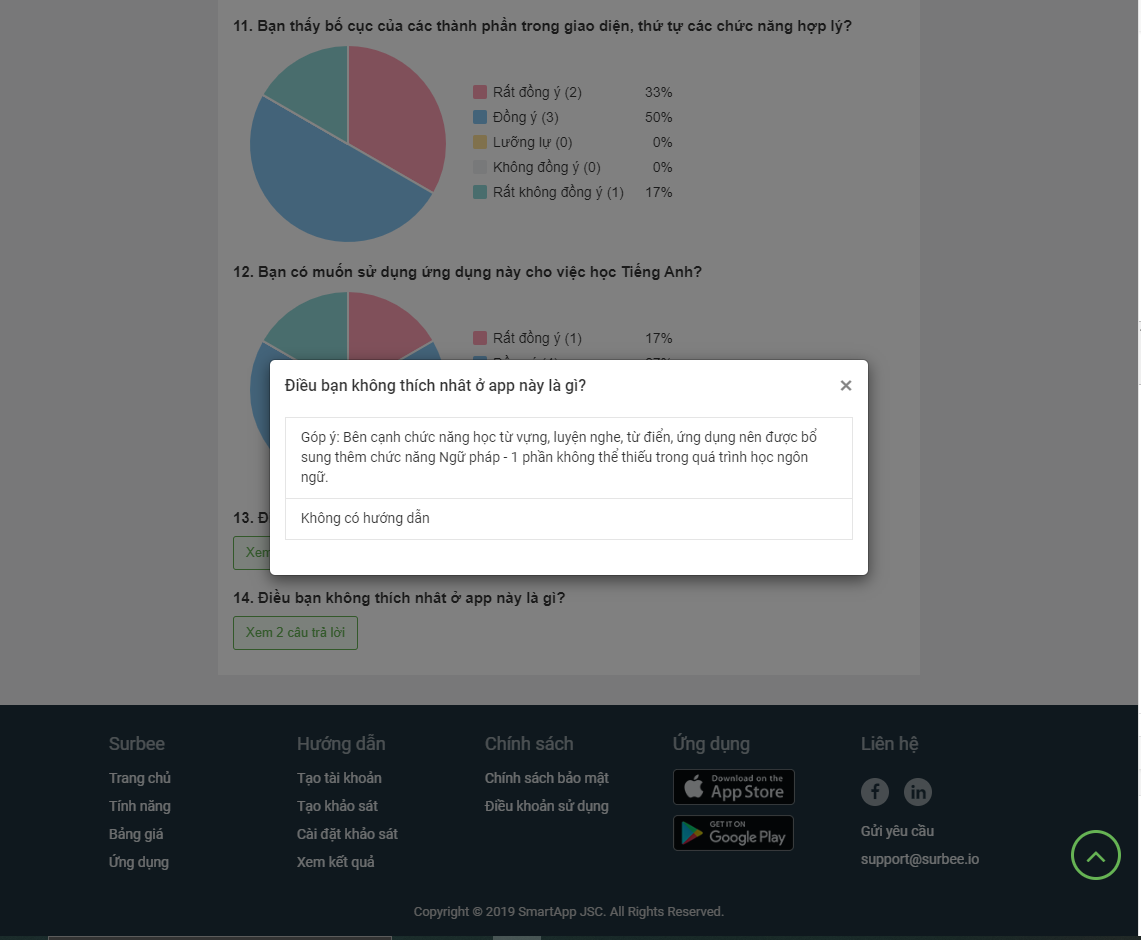 11. Bạn thấy bố cục của các thành phần trong giao diện, thứ tự các chức năng hợp lý?
Rất đồng ý (2) 33%
Đồng ý (3) 50%
Lưỡng lự (0) 0%
Không đồng ý (0) 0%
Rất không đồng ý (1) 17%
12. Bạn có muốn sử dụng ứng dụng này cho việc học Tiếng Anh?
Rất đồng ý (1) 17%
Điều bạn không thích nhât ở app này là gì? ×
Góp ý: Bên cạnh chức năng học từ vựng, luyện nghe, từ điển, ứng dụng nên được bổ
sung thêm chức năng Ngữ pháp - 1 phần không thể thiếu trong quá trình học ngôn
ngữ.
Không có hướng dẫn
13. Đ
Xem
14. Điều bạn không thích nhât ở app này là gì?
Xem 2 câu trả lời
Surbee
Trang chủ
Tính năng
Bảng giá
Ứng dụng
Hướng dẫn
Tạo tài khoản
Tạo khảo sát
Cài đặt khảo sát
Xem kết quả
Chính sách
Chính sách bảo mật
Điều khoản sử dụng
Ứng dụng
Download on the
App Store
GET IT ON
Google Play
Liên hệ
Gửi yêu cầu
support@surbee.io
Copyright © 2019 SmartApp JSC. All Rights Reserved.